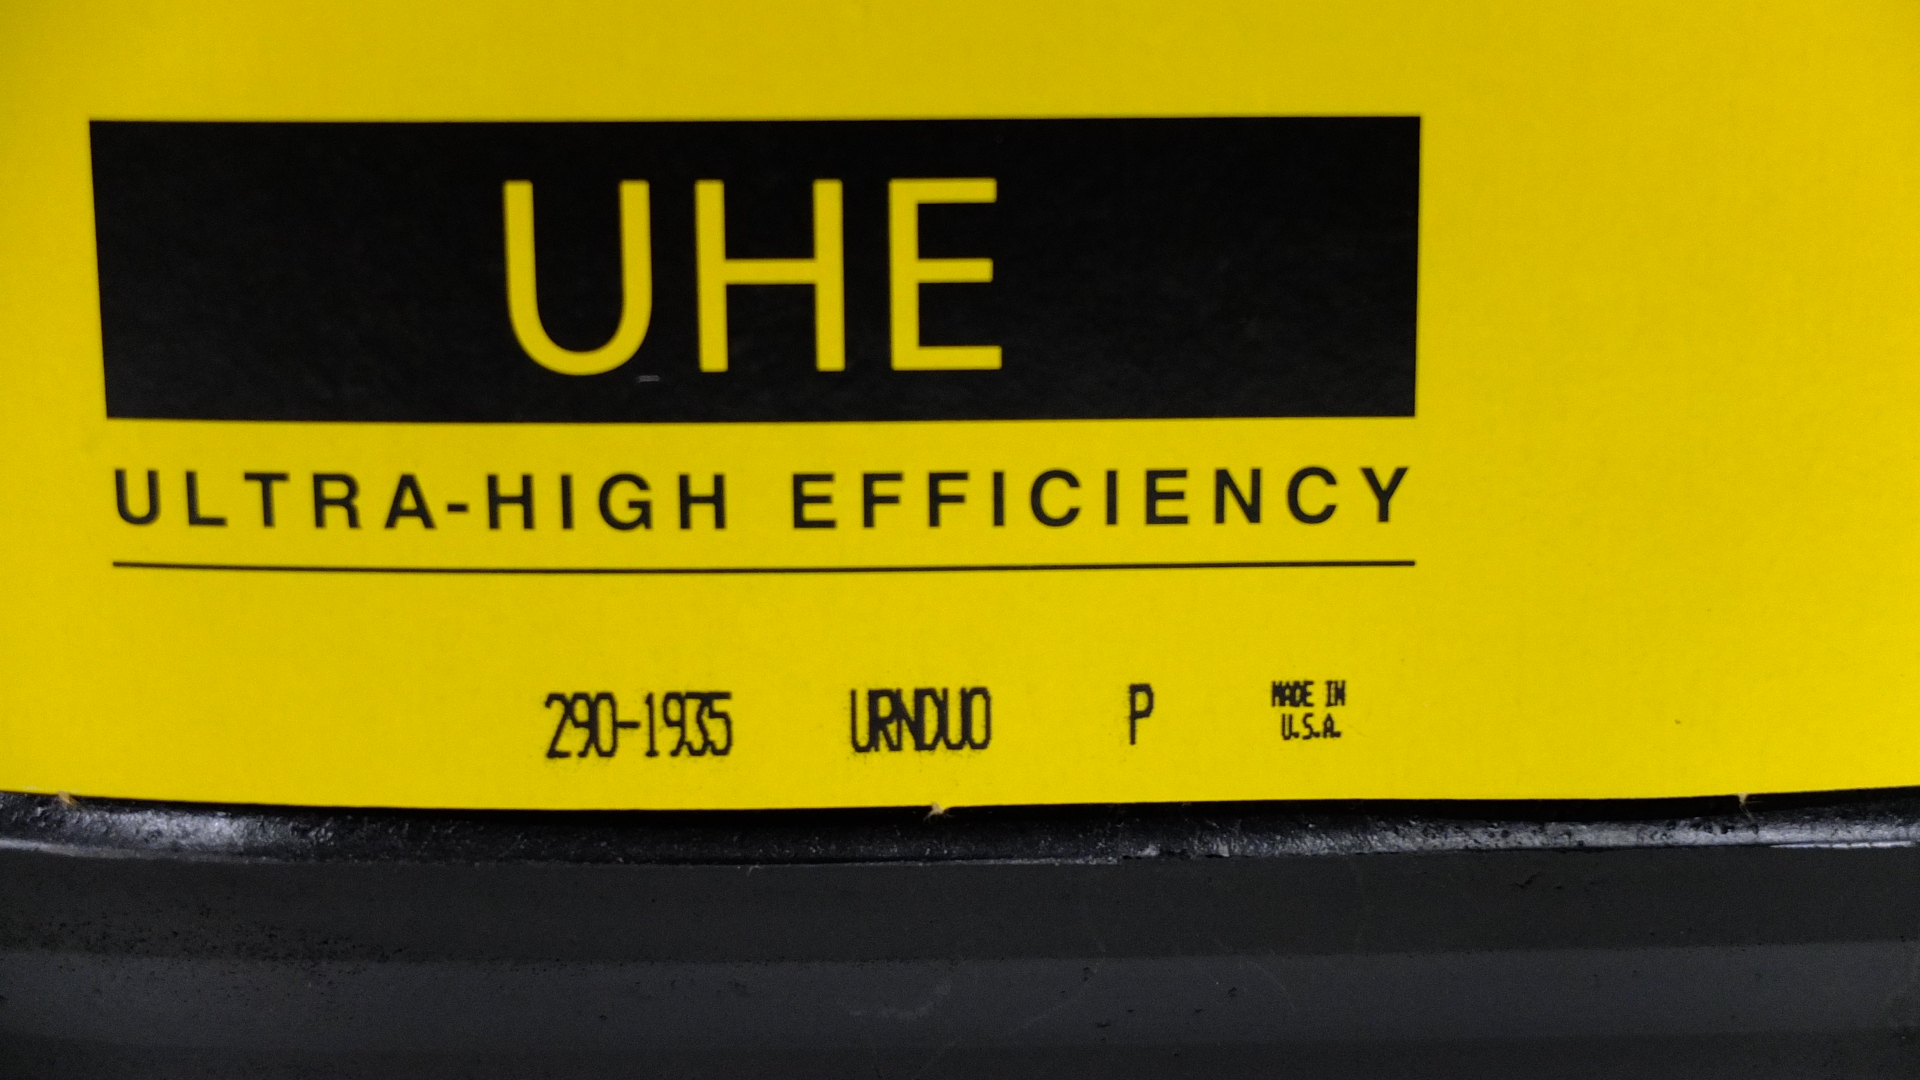 UHE
ULTRA-HIGH EFFICIENCY
290-1935 URNDUO P MADE IN
U.S.A.